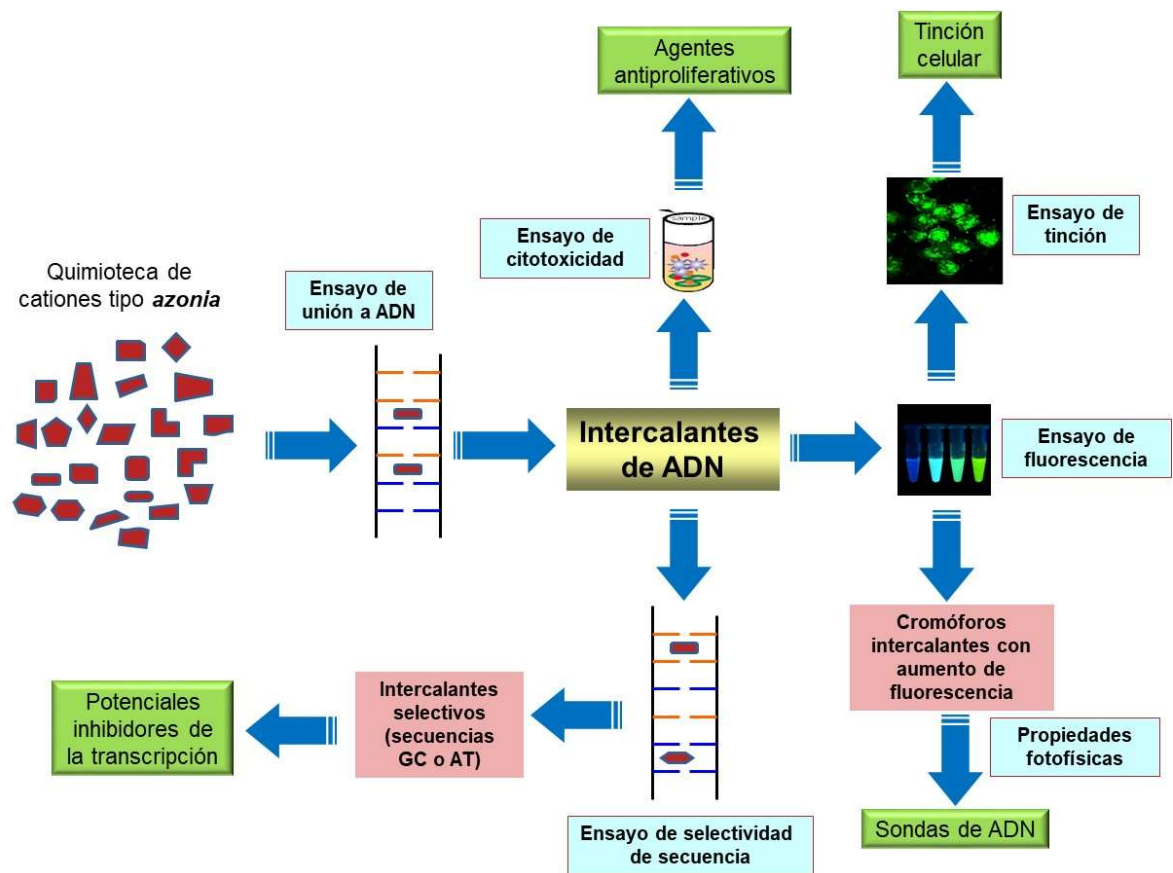 Agentes
antiproliferativos
Tinción
celular
Ensayo de
citotoxicidad
sample
Ensayo de
tinción
Quimioteca de
cationes tipo azonia
Ensayo de
unión a ADN
Intercalantes
de ADN
Ensayo de
fluorescencia
Cromóforos
intercalantes con
aumento de
fluorescencia
Potenciales
inhibidores de
la transcripción
Intercalantes
selectivos
(secuencias
GC o AT)
Propiedades
fotofísicas
Ensayo de selectividad
de secuencia
Sondas de ADN